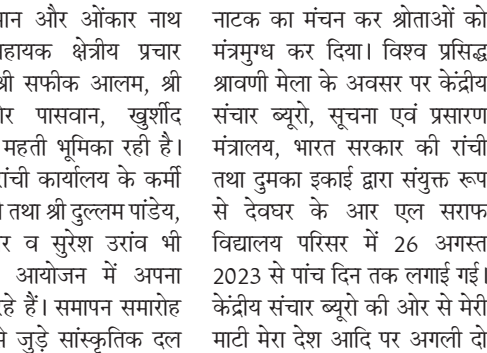 और ओंकार नाथ
क्षेत्रीय प्रचार
श्री सफीक आलम, श्री
पासवान, खुर्शीद
महती भूमिका रही है।
रांची कार्यालय के कर्मी
तथा श्री दुल्लम पांडेय,
व सुरेश उरांव भी
आयोजन में अपना
रहे हैं। समापन समारोह
जुड़े सांस्कृतिक दल
नाटक का मंचन कर श्रोताओं को
मंत्रमुग्ध कर दिया। विश्व प्रसिद्ध
श्रावणी मेला के अवसर पर केंद्रीय
संचार ब्यूरो, सूचना एवं प्रसारण
मंत्रालय, भारत सरकार की रांची
तथा दुमका इकाई द्वारा संयुक्त रूप
से देवघर के आर एल सराफ
विद्यालय परिसर में 26 अगस्त
2023 से पांच दिन तक लगाई गई।
केंद्रीय संचार ब्यूरो की ओर से मेरी
माटी मेरा देश आदि पर अगली दो